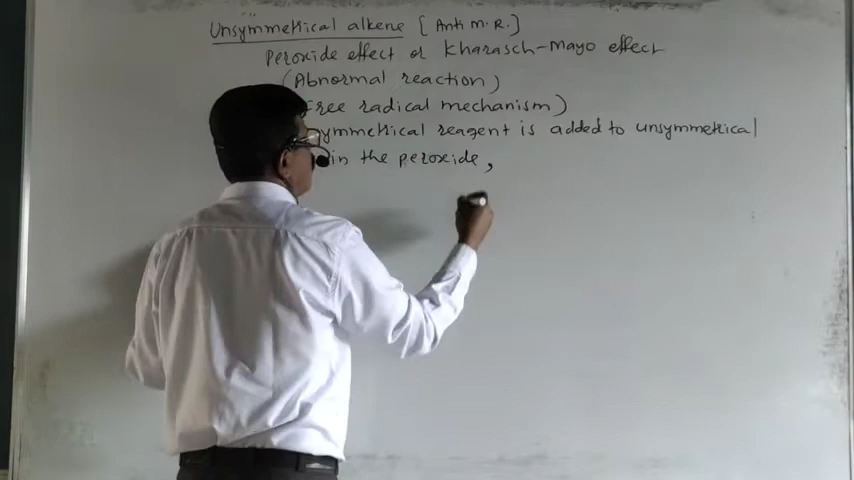 Unsymmetrical alkene [Anti M.R.]
Peroxide effect or Kharasch-Mayo effect
(Abnormal reaction)
Free radical mechanism)
symmetrical reagent is added to unsymmetrical
in the peroxide,